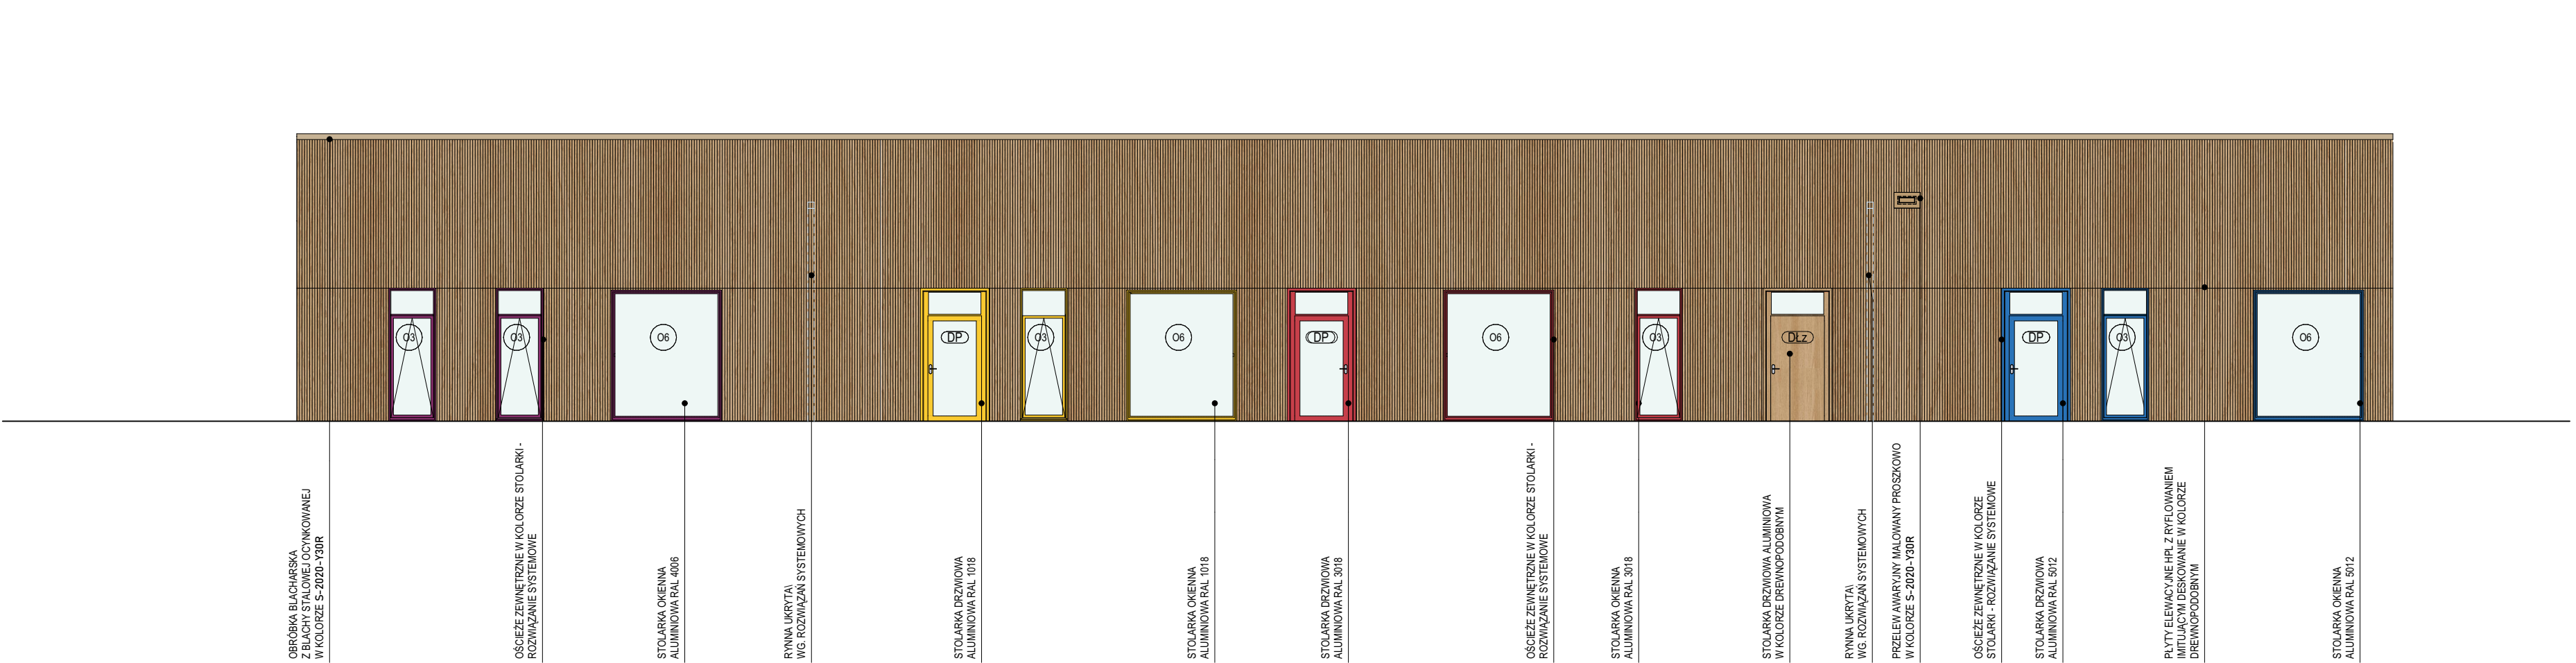 O3
O3
O6
DP
O3
O6
DP
O6
O3
DŁz
DP
O3
O6
OBRÓBKA BLACHARSKA
Z BLACHY STALOWEJ OCYNKOWANEJ
W KOLORZE S-2020-Y30R
OŚCIEŻE ZEWNĘTRZNE W KOLORZE STOLARKI -
ROZWIĄZANIE SYSTEMOWE
STOLARKA OKIENNA
ALUMINIOWA RAL 4006
RYNNA UKRYTA\
WG. ROZWIĄZAŃ SYSTEMOWYCH
STOLARKA DRZWIOWA
ALUMINIOWA RAL 1018
STOLARKA OKIENNA
ALUMINIOWA RAL 1018
STOLARKA DRZWIOWA
ALUMINIOWA RAL 3018
OŚCIEŻE ZEWNĘTRZNE W KOLORZE STOLARKI -
ROZWIĄZANIE SYSTEMOWE
STOLARKA OKIENNA
ALUMINIOWA RAL 3018
STOLARKA DRZWIOWA ALUMINIOWA
W KOLORZE DREWNOPODOBNYM
RYNNA UKRYTA\
WG. ROZWIĄZAŃ SYSTEMOWYCH
PRZELEW AWARYJNY MALOWANY PROSZKOWO
W KOLORZE S-2020-Y30R
OŚCIEŻE ZEWNĘTRZNE W KOLORZE
STOLARKI - ROZWIĄZANIE SYSTEMOWE
STOLARKA DRZWIOWA
ALUMINIOWA RAL 5012
PŁYTY ELEWACYJNE HPL Z RYFLOWANIEM
IMITUJĄCYM DESKOWANIE W KOLORZE
DREWNOPODOBNYM
STOLARKA OKIENNA
ALUMINIOWA RAL 5012